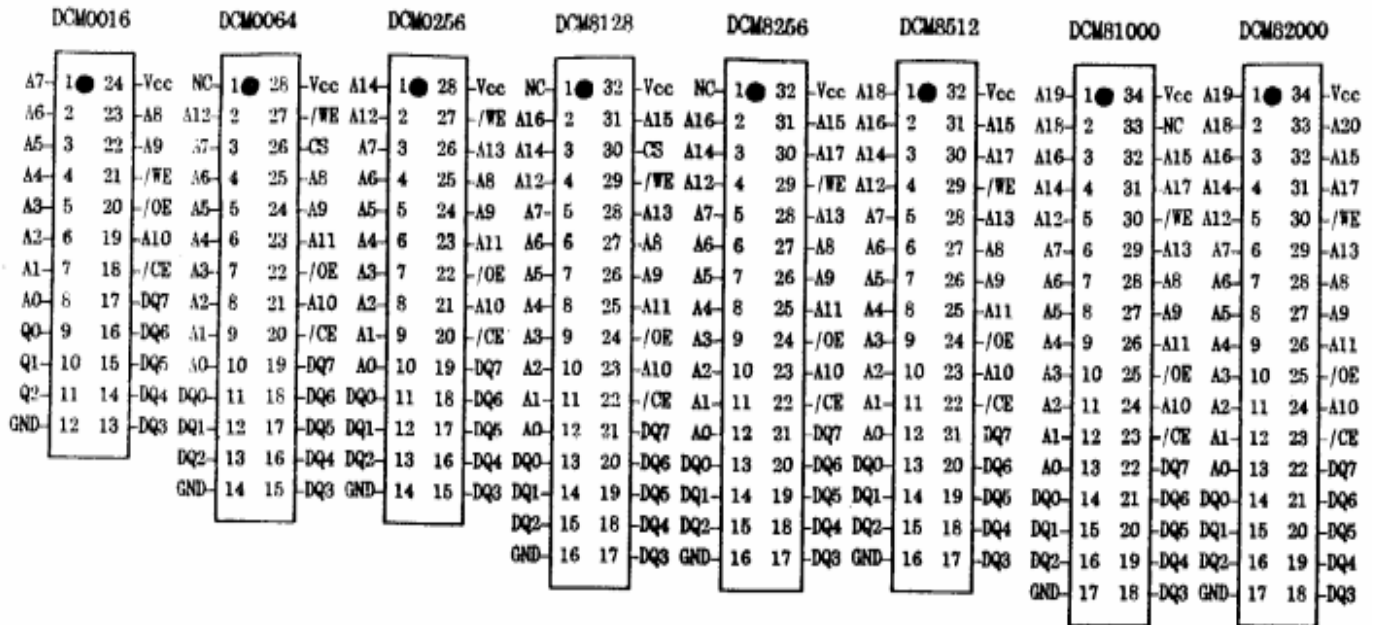 DCM0016
A7 1 24 Vcc
A6 2 23 A8
A5 3 22 A9
A4 4 21 /WE
A3 5 20 /OE
A2 6 19 A10
A1 7 18 /CE
A0 8 17 DQ7
Q0 9 16 DQ6
Q1 10 15 DQ5
Q2 11 14 DQ4
GND 12 13 DQ3
DCM0064
NC 1 28 Vcc
A12 2 27 /WE
A7 3 26 CS
A6 4 25 A8
A5 5 24 A9
A4 6 23 A11
A3 7 22 /OE
A2 8 21 A10
A1 9 20 /CE
A0 10 19 DQ7
DQ0 11 18 DQ6
DQ1 12 17 DQ5
DQ2 13 16 DQ4
GND 14 15 DQ3
DCM0256
A14 1 28 Vcc
A12 2 27 /WE
A7 3 26 A13
A6 4 25 A8
A5 5 24 A9
A4 6 23 A11
A3 7 22 /OE
A2 8 21 A10
A1 9 20 /CE
A0 10 19 DQ7
DQ0 11 18 DQ6
DQ1 12 17 DQ5
DQ2 13 16 DQ4
GND 14 15 DQ3
DCM8128
NC 1 32 Vcc
A16 2 31 A15
A14 3 30 CS
A12 4 29 /WE
A7 5 28 A13
A6 6 27 A8
A5 7 26 A9
A4 8 25 A11
A3 9 24 /OE
A2 10 23 A10
A1 11 22 /CE
A0 12 21 DQ7
DQ0 13 20 DQ6
DQ1 14 19 DQ5
DQ2 15 18 DQ4
GND 16 17 DQ3
DCM8256
NC 1 32 Vcc
A16 2 31 A15
A14 3 30 A17
A12 4 29 /WE
A7 5 28 A13
A6 6 27 A8
A5 7 26 A9
A4 8 25 A11
A3 9 24 /OE
A2 10 23 A10
A1 11 22 /CE
A0 12 21 DQ7
DQ0 13 20 DQ6
DQ1 14 19 DQ5
DQ2 15 18 DQ4
GND 16 17 DQ3
DCM8512
A18 1 32 Vcc
A16 2 31 A15
A14 3 30 A17
A12 4 29 /WE
A7 5 28 A13
A6 6 27 A8
A5 7 26 A9
A4 8 25 A11
A3 9 24 /OE
A2 10 23 A10
A1 11 22 /CE
A0 12 21 DQ7
DQ0 13 20 DQ6
DQ1 14 19 DQ5
DQ2 15 18 DQ4
GND 16 17 DQ3
DCM81000
A19 1 34 Vcc
A18 2 33 NC
A16 3 32 A15
A14 4 31 A17
A12 5 30 /WE
A7 6 29 A13
A6 7 28 A8
A5 8 27 A9
A4 9 26 A11
A3 10 25 /OE
A2 11 24 A10
A1 12 23 /CE
A0 13 22 DQ7
DQ0 14 21 DQ6
DQ1 15 20 DQ5
DQ2 16 19 DQ4
GND 17 18 DQ3
DCM82000
A19 1 34 Vcc
A18 2 33 A20
A16 3 32 A15
A14 4 31 A17
A12 5 30 /WE
A7 6 29 A13
A6 7 28 A8
A5 8 27 A9
A4 9 26 A11
A3 10 25 /OE
A2 11 24 A10
A1 12 23 /CE
A0 13 22 DQ7
DQ0 14 21 DQ6
DQ1 15 20 DQ5
DQ2 16 19 DQ4
GND 17 18 DQ3